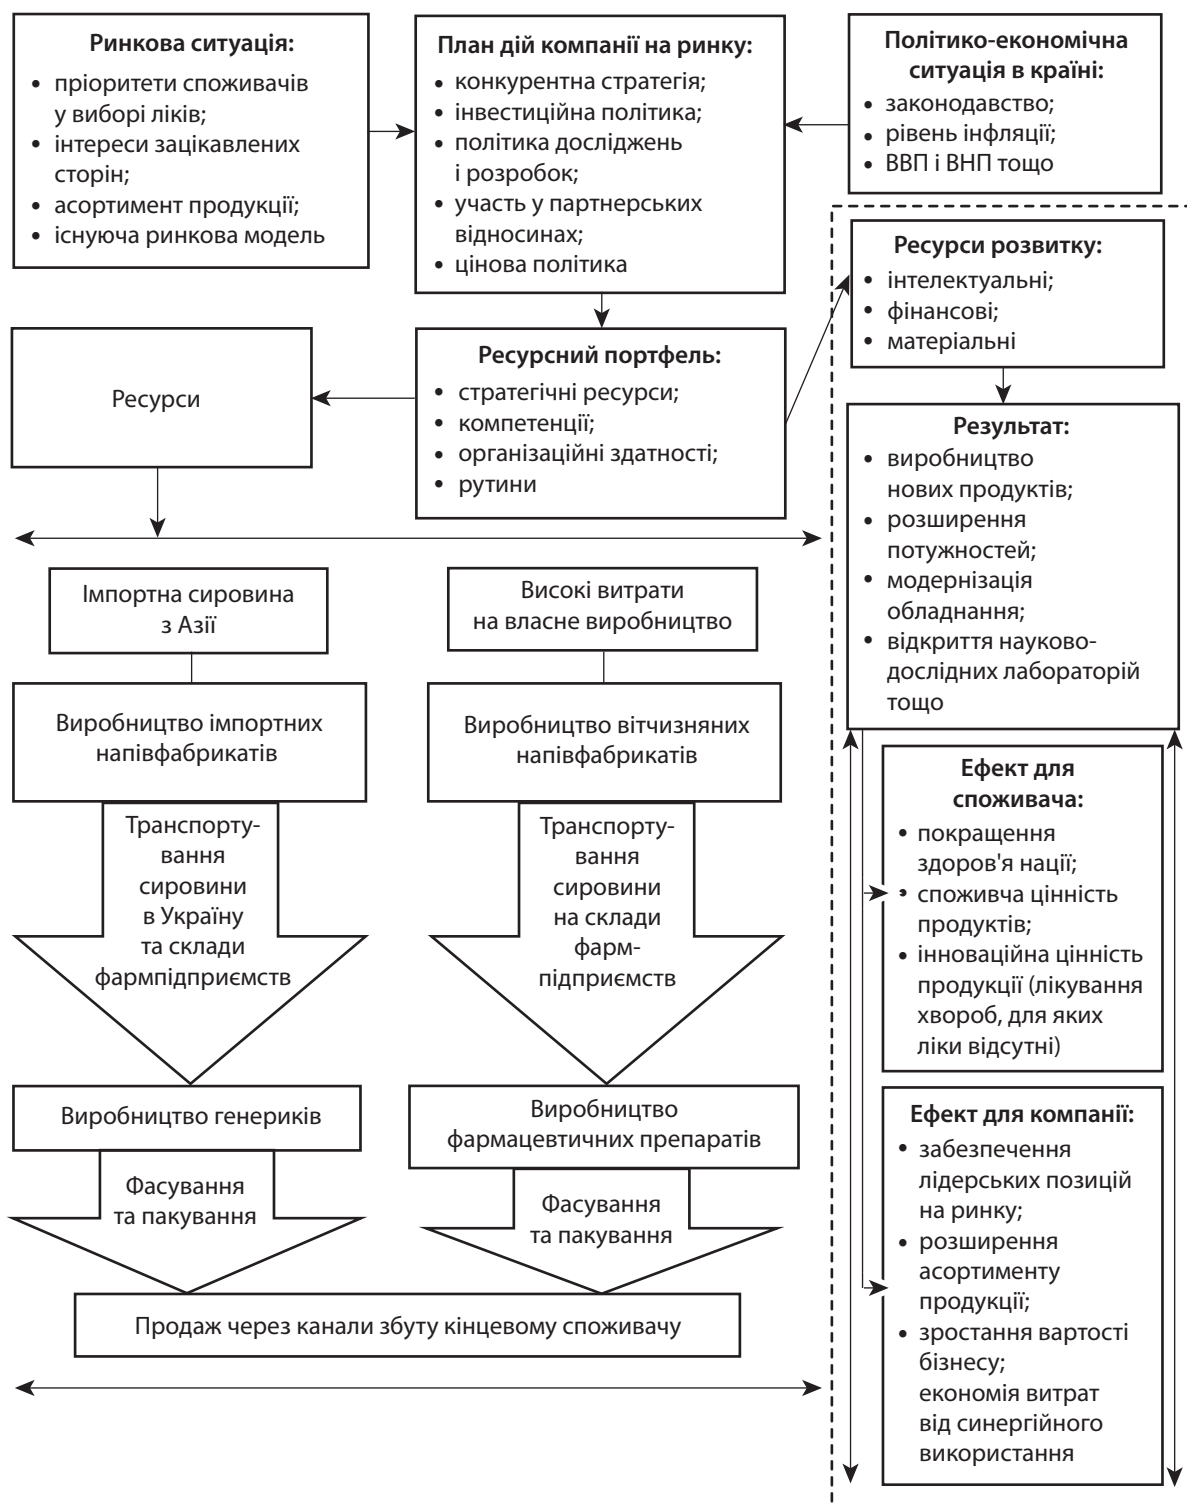 Ринкова ситуація:
• пріоритети споживачів
у виборі ліків;
• інтереси зацікавлених
сторін;
• асортимент продукції;
• існуюча ринкова модель
План дій компанії на ринку:
• конкурентна стратегія;
• інвестиційна політика;
• політика досліджень
і розробок;
• участь у партнерських
відносинах;
• цінова політика
Політико-економічна
ситуація в країні:
• законодавство;
• рівень інфляції;
• ВВП і ВНП тощо
Ресурси
Ресурсний портфель:
• стратегічні ресурси;
• компетенції;
• організаційні здатності;
• рутини
Ресурси розвитку:
• інтелектуальні;
• фінансові;
• матеріальні
Результат:
• виробництво
нових продуктів;
• розширення
потужностей;
• модернізація
обладнання;
• відкриття науково-
дослідних лабораторій
тощо
Імпортна сировина
з Азії
Високі витрати
на власне виробництво
Виробництво імпортних
напівфабрикатів
Виробництво вітчизняних
напівфабрикатів
Транспорту-
вання
сировини
в Україну
та склади
фармпідприємств
Транспорту-
вання
сировини
на склади
фарм-
підприємств
Виробництво генериків
Виробництво
фармацевтичних препаратів
Фасування
та пакування
Фасування
та пакування
Продаж через канали збуту кінцевому споживачу
Ефект для
споживача:
• покращення
здоров'я нації;
• споживча цінність
продуктів;
• інноваційна цінність
продукції (лікування
хвороб, для яких
ліки відсутні)
Ефект для компанії:
• забезпечення
лідерських позицій
на ринку;
• розширення
асортименту
продукції;
• зростання вартості
бізнесу;
економія витрат
від синергійного
використання